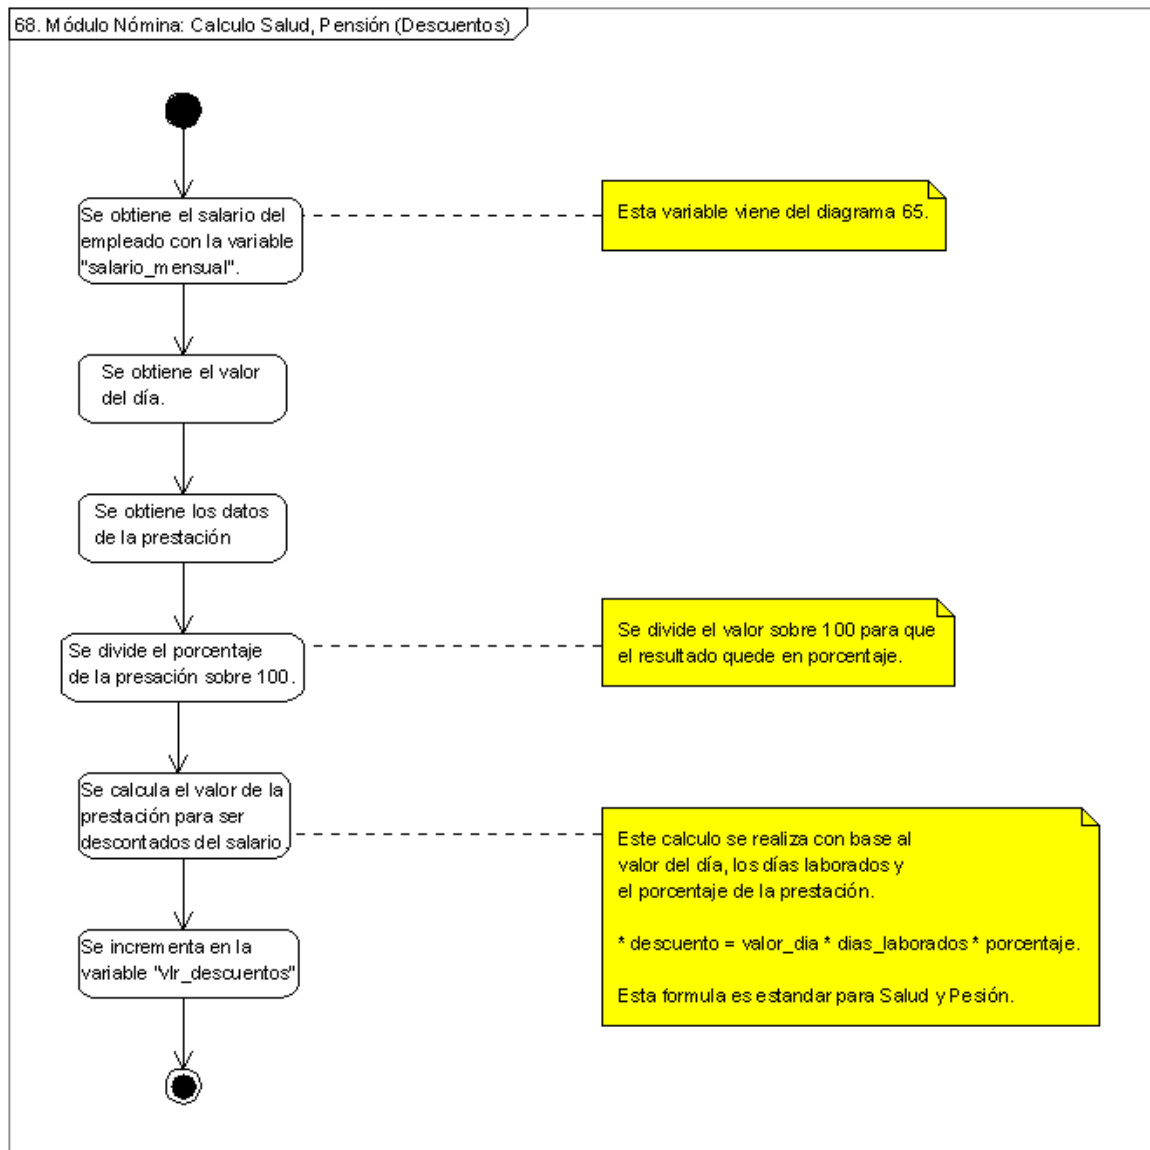 68. Módulo Nómina: Calculo Salud, Pensión (Descuentos)
Se obtiene el salario del
empleado con la variable
"salario_mensual".
Esta variable viene del diagrama 65.
Se obtiene el valor
del día.
Se obtiene los datos
de la prestación
Se divide el porcentaje
de la presación sobre 100.
Se divide el valor sobre 100 para que
el resultado quede en porcentaje.
Se calcula el valor de la
prestación para ser
descontados del salario
Este calculo se realiza con base al
valor del día, los días laborados y
el porcentaje de la prestación.
* descuento = valor_dia * dias_laborados * porcentaje.
Esta formula es estandar para Salud y Pesión.
Se incrementa en la
variable "vlr_descuentos"